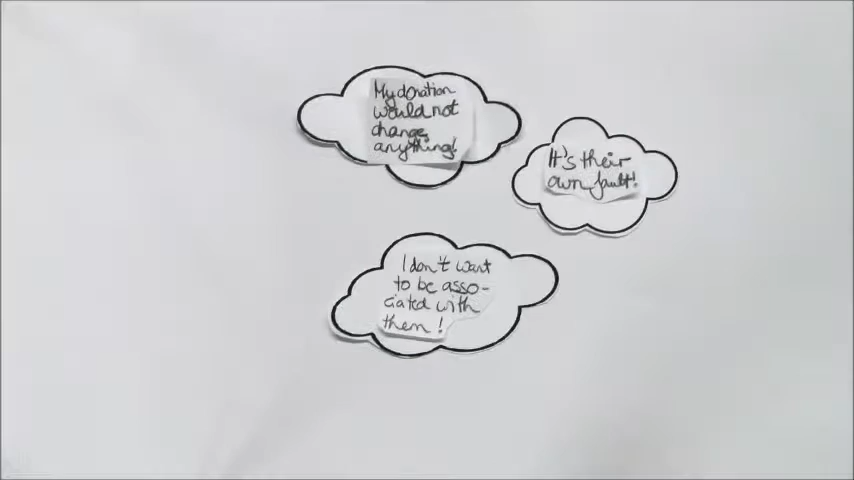 My donation
would not
change
anything!
It's their
own fault!
I don't want
to be asso-
ciated with
them!